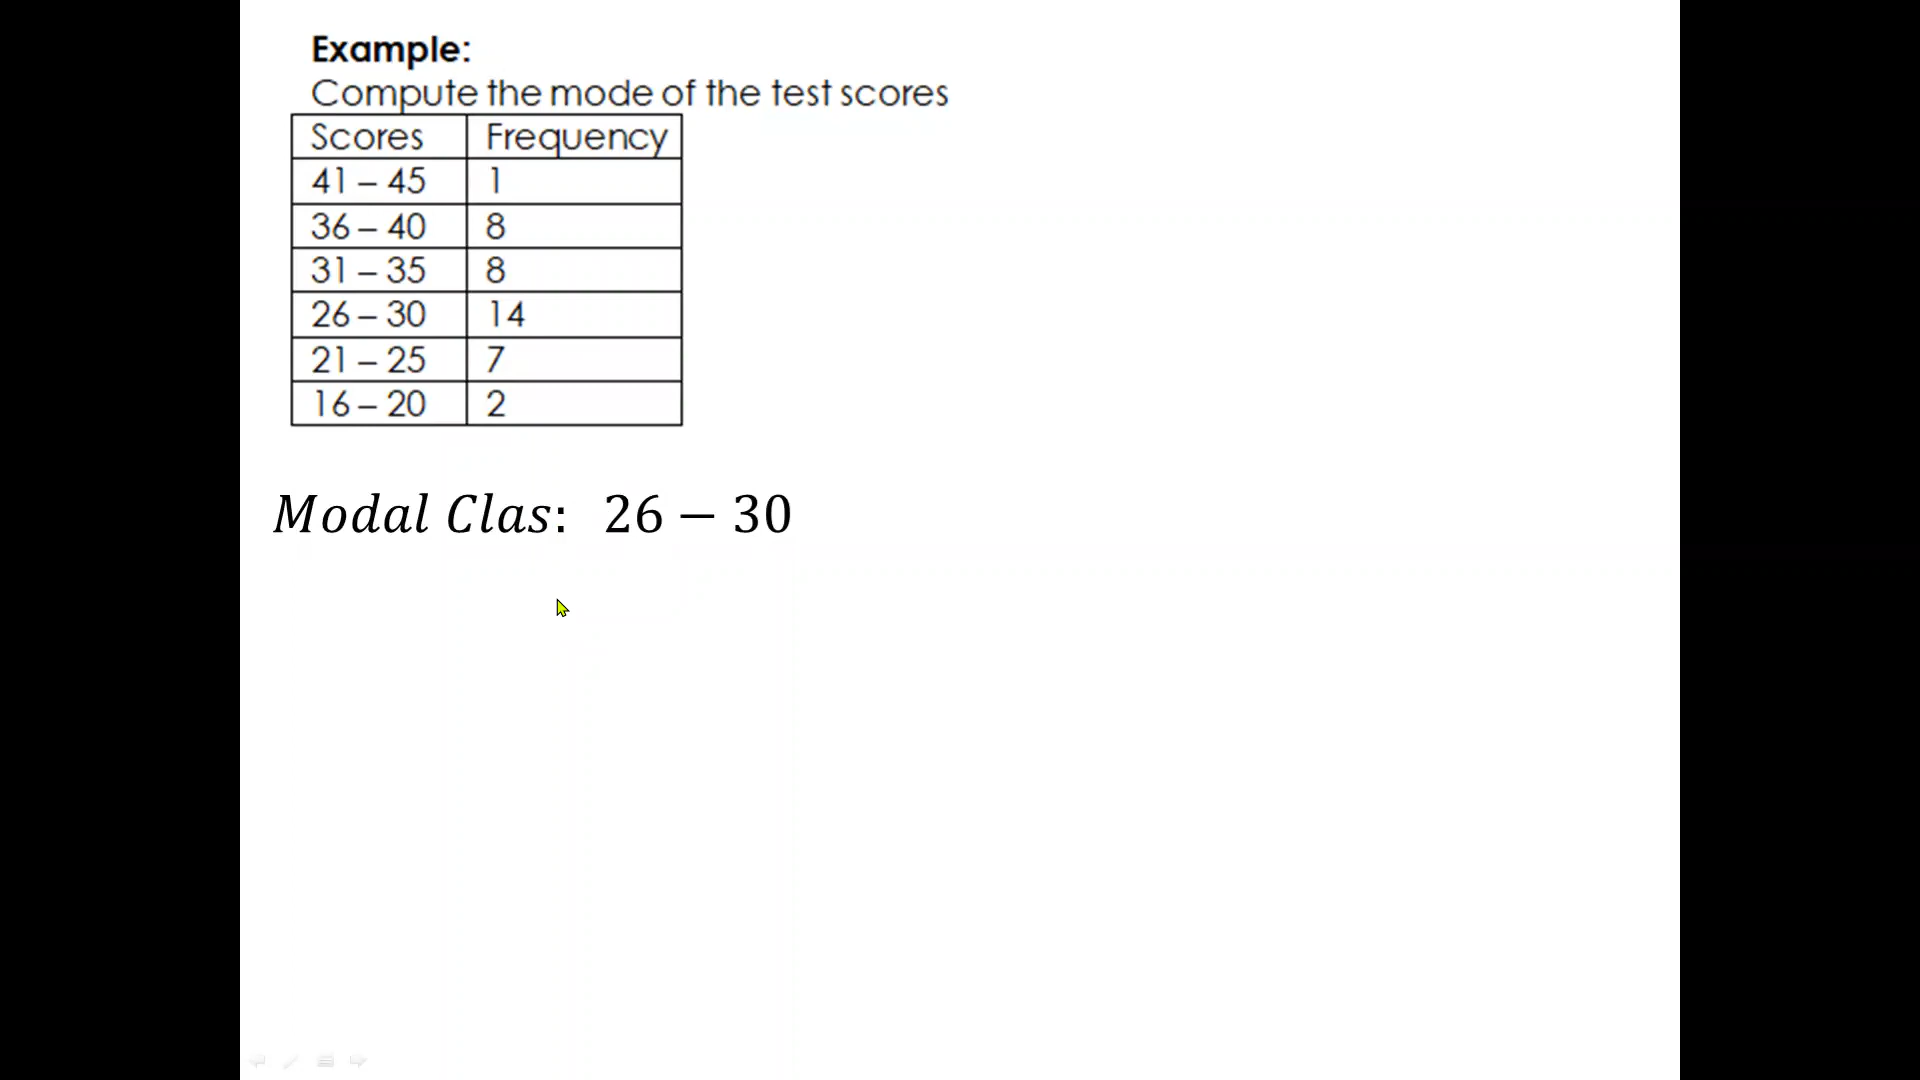 Example:
Compute the mode of the test scores
Scores Frequency
41 – 45 1
36 – 40 8
31 – 35 8
26 – 30 14
21 – 25 7
16 – 20 2
Modal Clas: 26 − 30